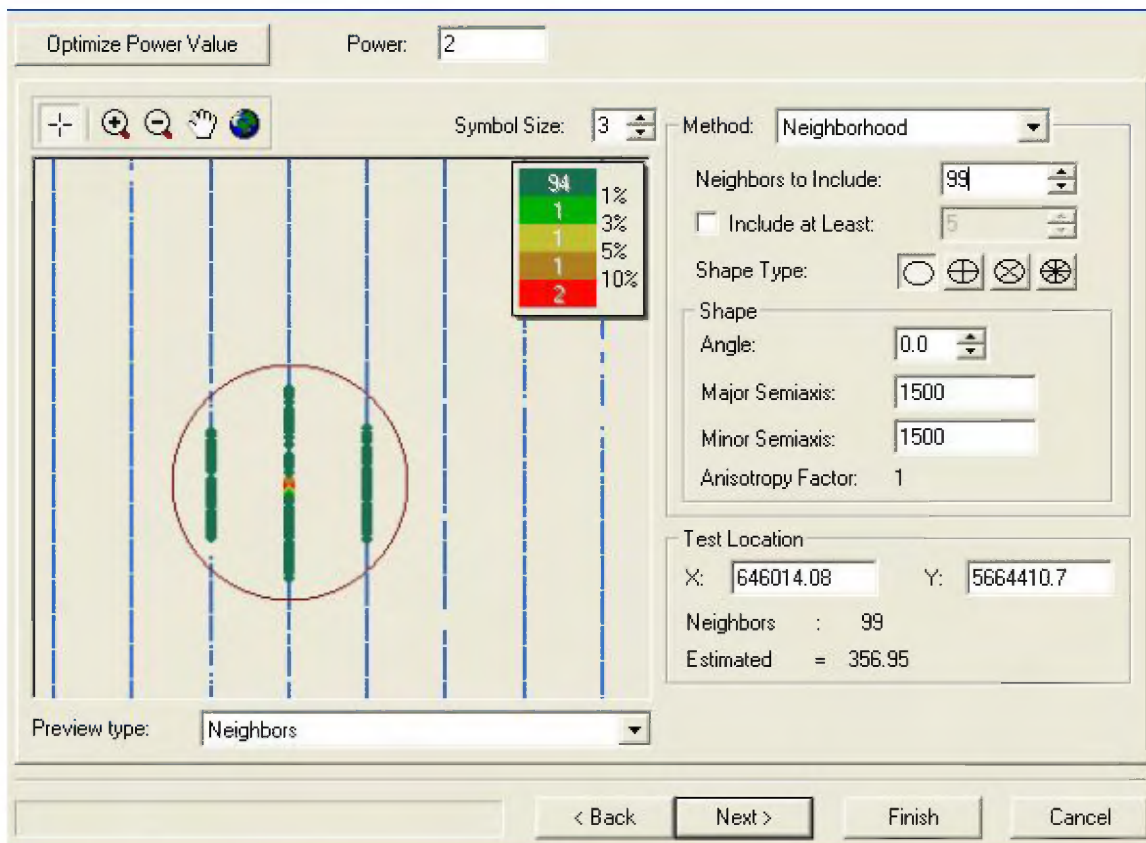 Optimize Power Value Power: 2
Symbol Size: 3
94
1
1
1
2
1%
3%
5%
10%
Method: Neighborhood
Neighbors to Include: 99
Include at Least: 5
Shape Type:
Shape
Angle: 0.0
Major Semiaxis: 1500
Minor Semiaxis: 1500
Anisotropy Factor: 1
Test Location
X: 646014.08 Y: 5664410.7
Neighbors : 99
Estimated = 356.95
Preview type: Neighbors
< Back Next > Finish Cancel